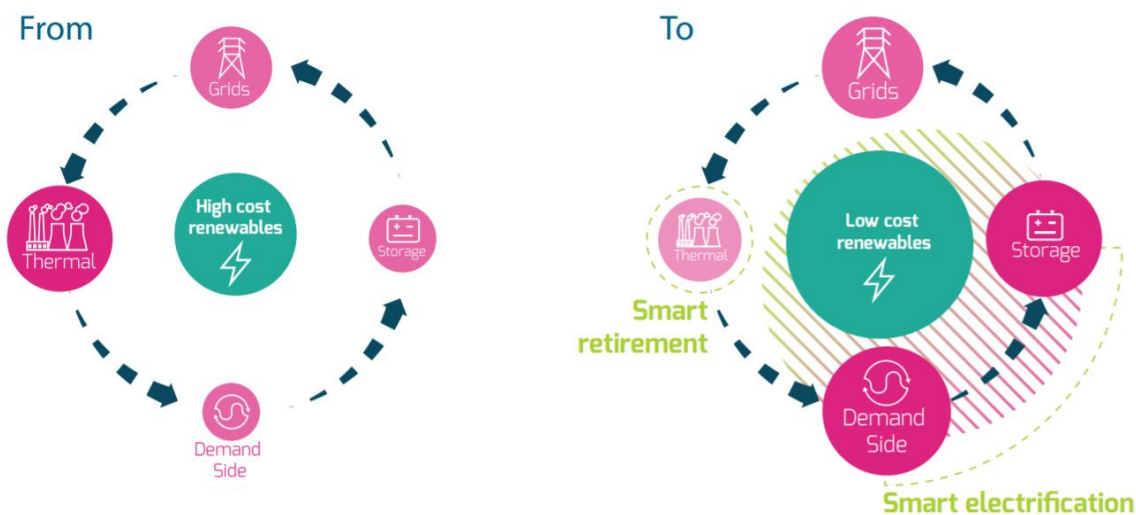 From
Grids
Thermal
High cost
renewables
Storage
Demand
Side
To
Grids
Thermal
Low cost
renewables
Storage
Smart
retirement
Demand
Side
Smart electrification